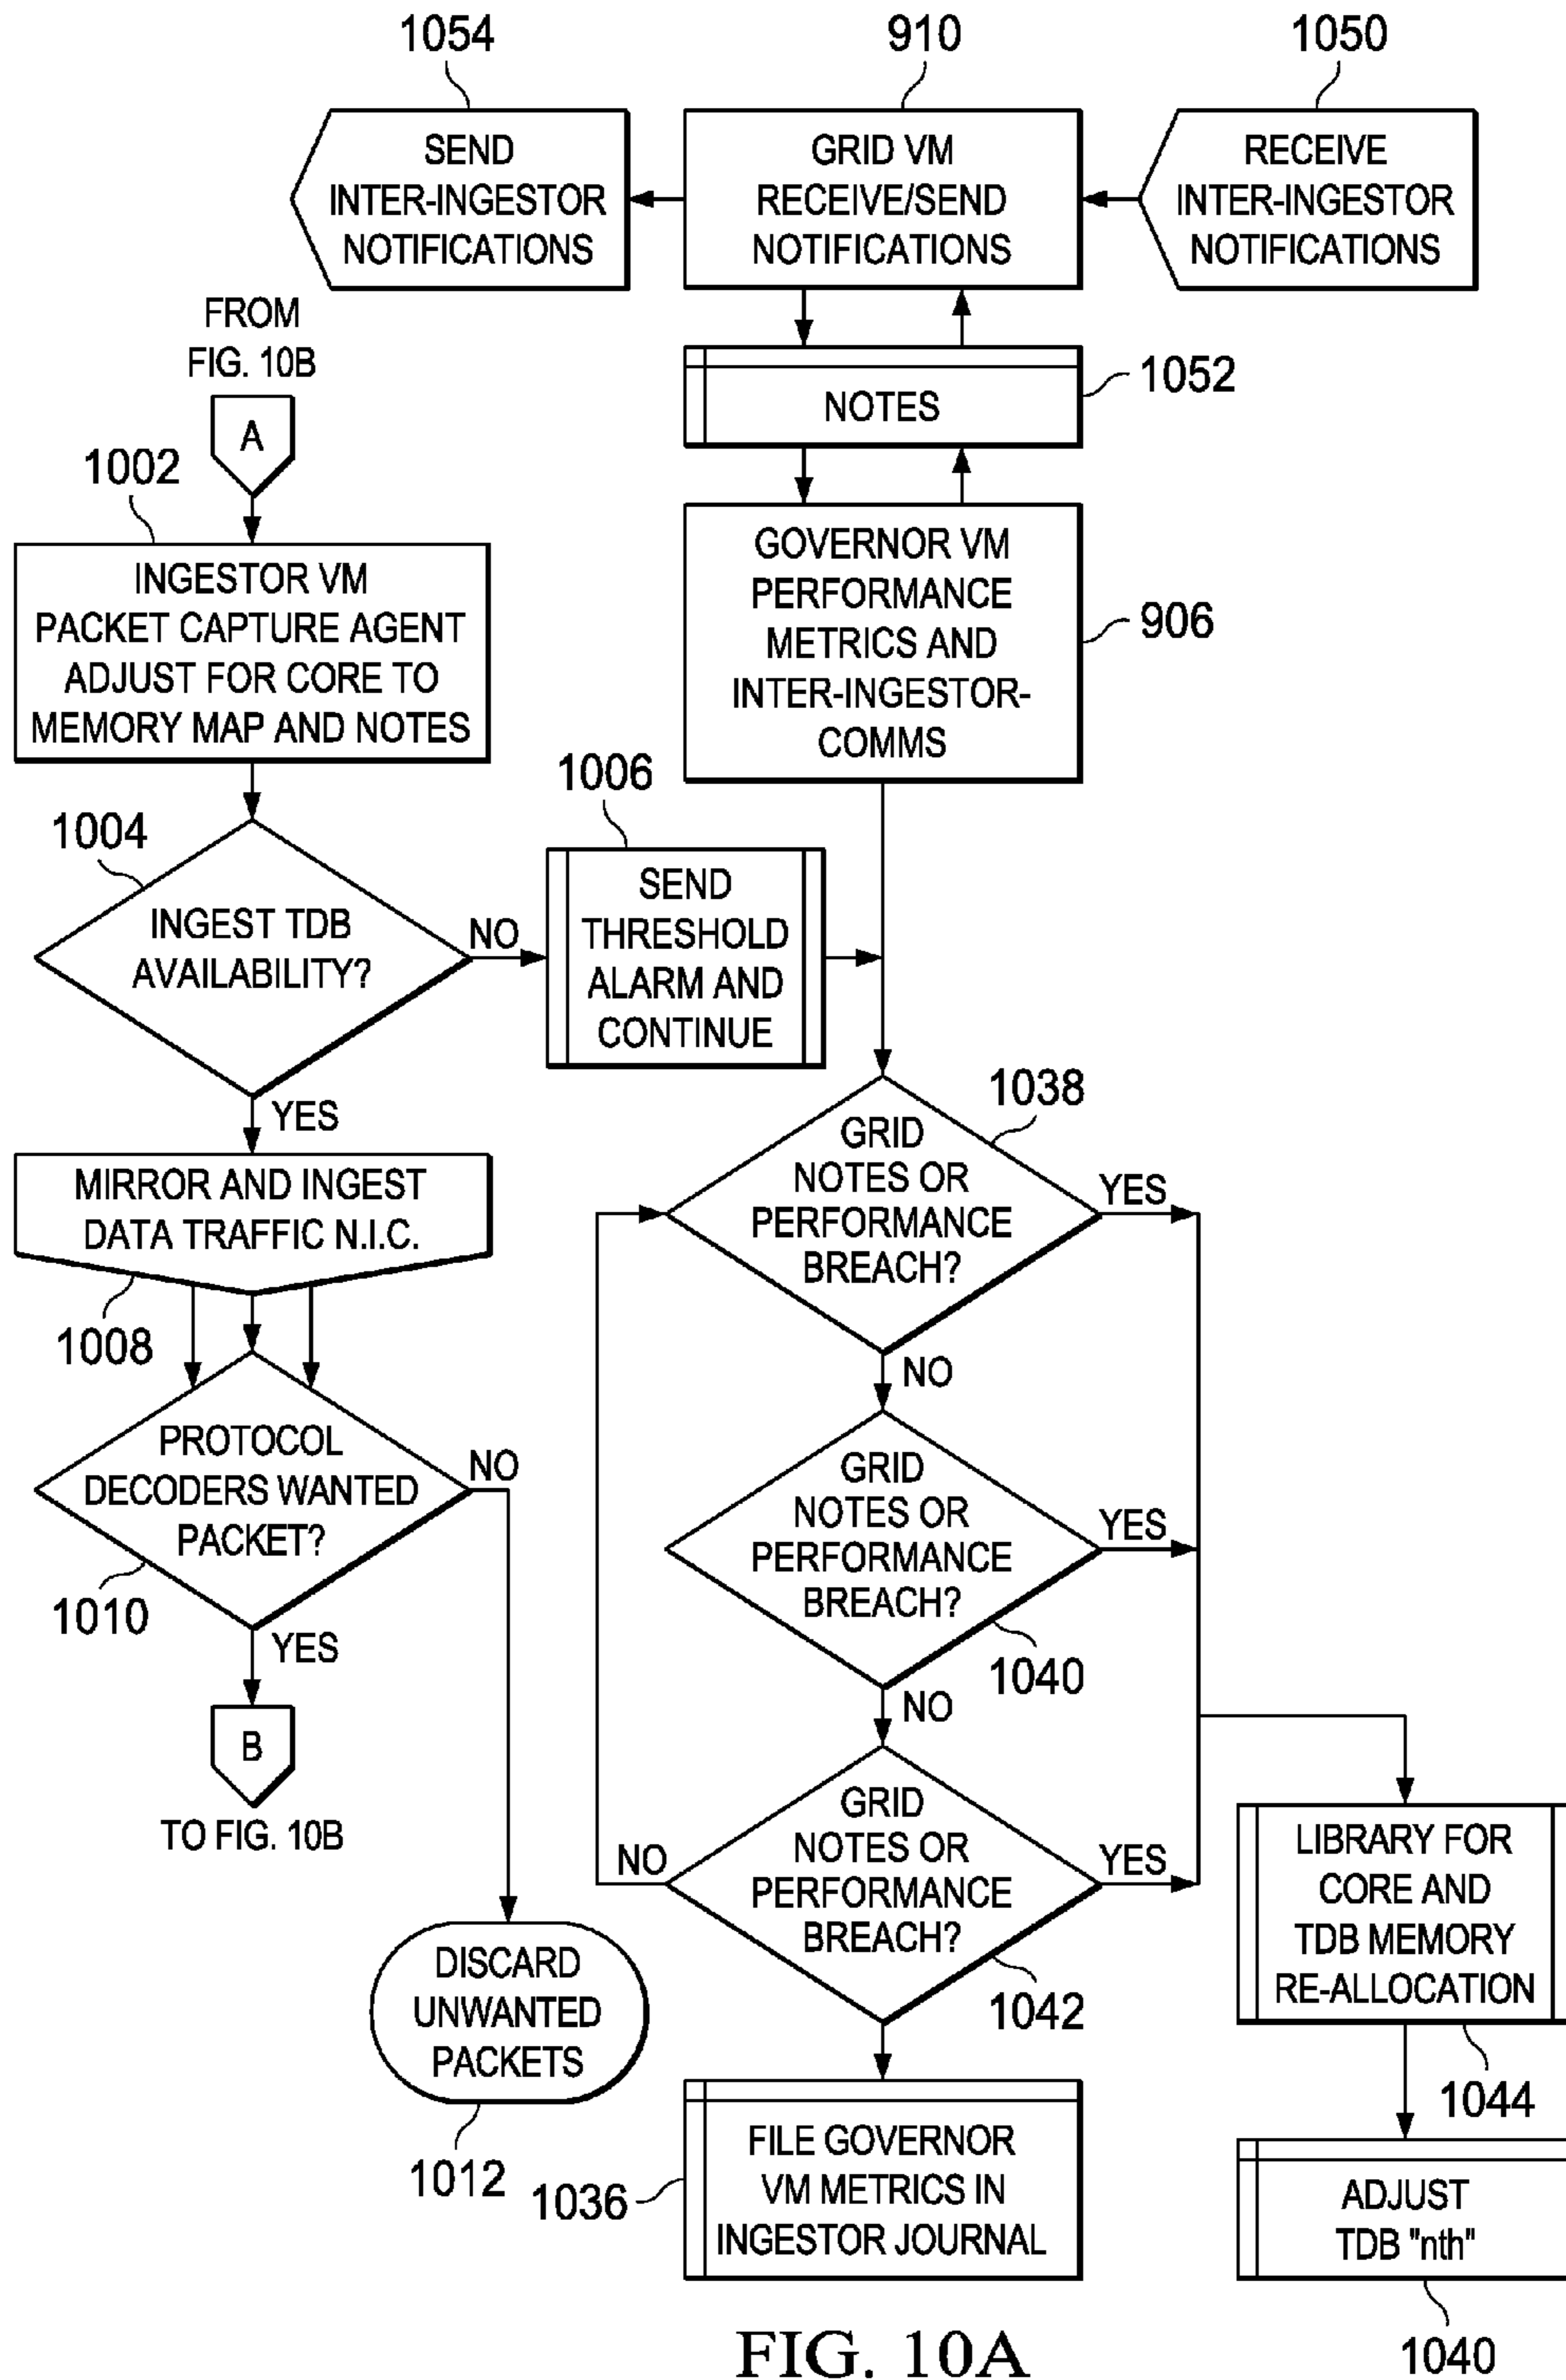 1054
910
1050
SEND
INTER-INGESTOR
NOTIFICATIONS
GRID VM
RECEIVE/SEND
NOTIFICATIONS
RECEIVE
INTER-INGESTOR
NOTIFICATIONS
FROM
FIG. 10B
A
NOTES
1052
1002
INGESTOR VM
PACKET CAPTURE AGENT
ADJUST FOR CORE TO
MEMORY MAP AND NOTES
GOVERNOR VM
PERFORMANCE
METRICS AND
INTER-INGESTOR-
COMMS
906
1004
INGEST TDB
AVAILABILITY?
NO
YES
1006
SEND
THRESHOLD
ALARM AND
CONTINUE
MIRROR AND INGEST
DATA TRAFFIC N.I.C.
1008
1038
GRID
NOTES OR
PERFORMANCE
BREACH?
YES
NO
PROTOCOL
DECODERS WANTED
PACKET?
NO
1010
YES
B
TO FIG. 10B
GRID
NOTES OR
PERFORMANCE
BREACH?
YES
1040
NO
GRID
NOTES OR
PERFORMANCE
BREACH?
NO
YES
1042
DISCARD
UNWANTED
PACKETS
1012
LIBRARY FOR
CORE AND
TDB MEMORY
RE-ALLOCATION
1044
1036
FILE GOVERNOR
VM METRICS IN
INGESTOR JOURNAL
ADJUST
TDB "nth"
1040
FIG. 10A